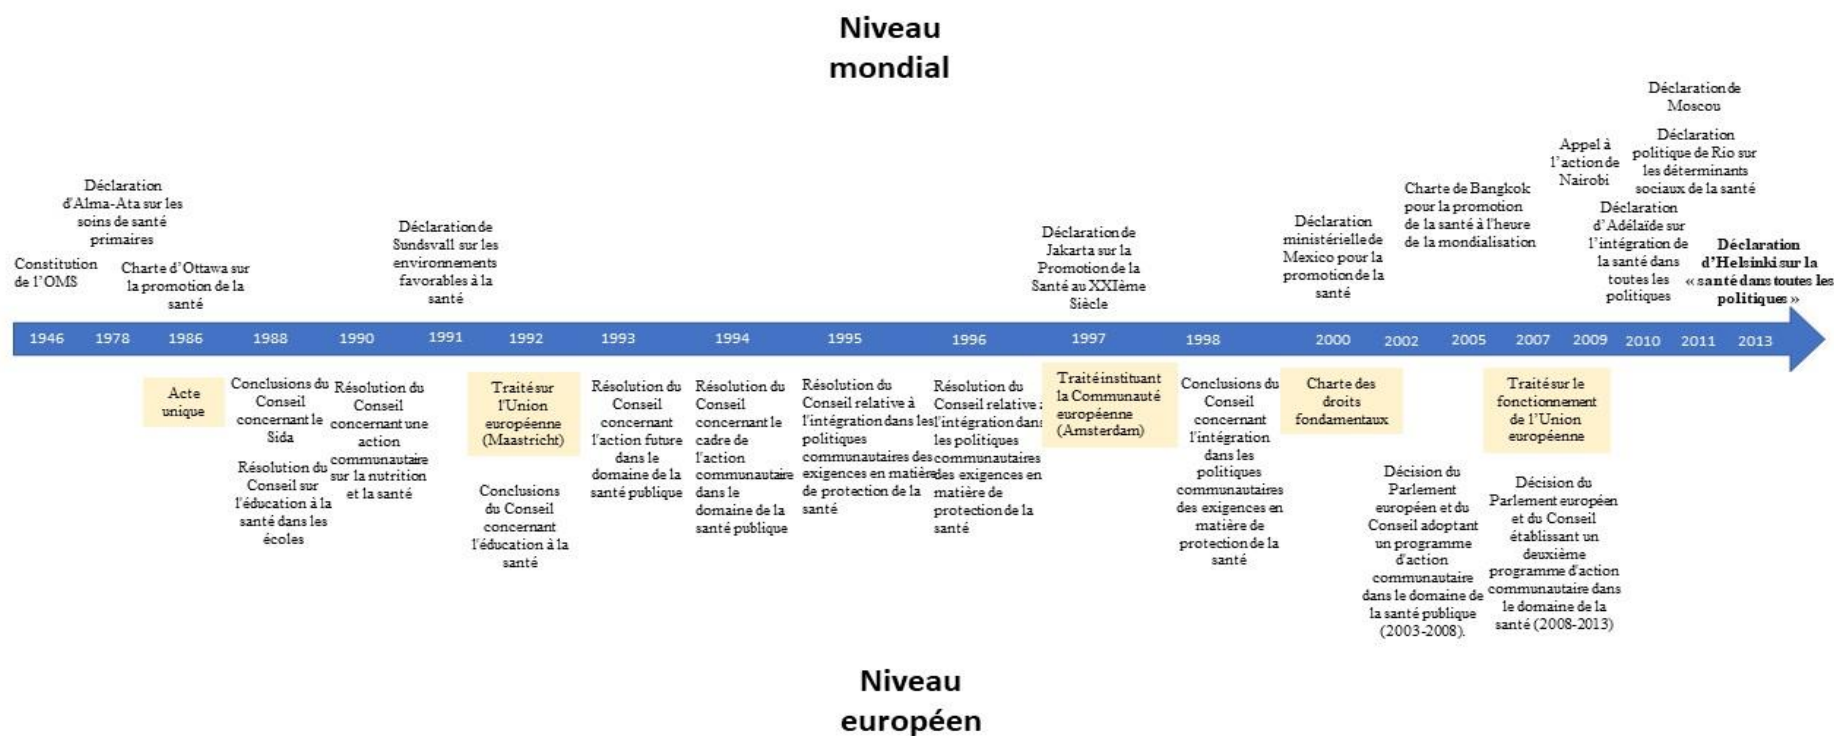 Niveau
mondial
Déclaration de
Moscou
Déclaration
politique de Rio sur
les déterminants
sociaux de la santé
Appel à
l’action de
Nairobi
Déclaration
d'Alma-Ata sur les
soins de santé
primaires
Charte de Bangkok
pour la promotion
de la santé à l'heure
de la mondialisation
Déclaration
d’Adélaïde sur
l’intégration de
la santé dans
toutes les
politiques
Déclaration de
Sundsvall sur les
environnements
favorables à la
santé
Déclaration de
Jakarta sur la
Promotion de la
Santé au XXIème
Siècle
Déclaration
ministérielle de
Mexico pour la
promotion de la
santé
Constitution
de l’OMS
Charte d’Ottawa sur
la promotion de la
santé
Déclaration
d’Helsinki sur la
« santé dans toutes les
politiques »
1946 1978 1986 1988 1990 1991 1992 1993 1994 1995 1996 1997 1998 2000 2002 2005 2007 2009 2010 2011 2013
Acte
unique
Conclusions du
Conseil
concernant le
Sida
Résolution du
Conseil sur
l'éducation à la
santé dans les
écoles
Résolution du
Conseil
concernant une
action
communautaire
sur la nutrition
et la santé
Traité sur
l'Union
européenne
(Maastricht)
Conclusions
du Conseil
concernant
l'éducation à la
santé
Résolution du
Conseil
concernant
l'action future
dans le
domaine de la
santé publique
Résolution du
Conseil
concernant le
cadre de
l'action
communautaire
dans le
domaine de la
santé publique
Résolution du
Conseil relative à
l'intégration dans les
politiques
communautaires des
exigences en matière
de protection de la
santé
Résolution du
Conseil relative à
l'intégration dans
les politiques
communautaires
des exigences en
matière de
protection de la
santé
Traité instituant
la Communauté
européenne
(Amsterdam)
Conclusions du
Conseil
concernant
l'intégration
dans les
politiques
communautaires
des exigences en
matière de
protection de la
santé
Charte des
droits
fondamentaux
Décision du
Parlement
européen et du
Conseil adoptant
un programme
d'action
communautaire
dans le domaine de
la santé publique
(2003-2008).
Traité sur le
fonctionnement
de l’Union
européenne
Décision du
Parlement européen
et du Conseil
établissant un
deuxième
programme d'action
communautaire dans
le domaine de la
santé (2008-2013)
Niveau
européen